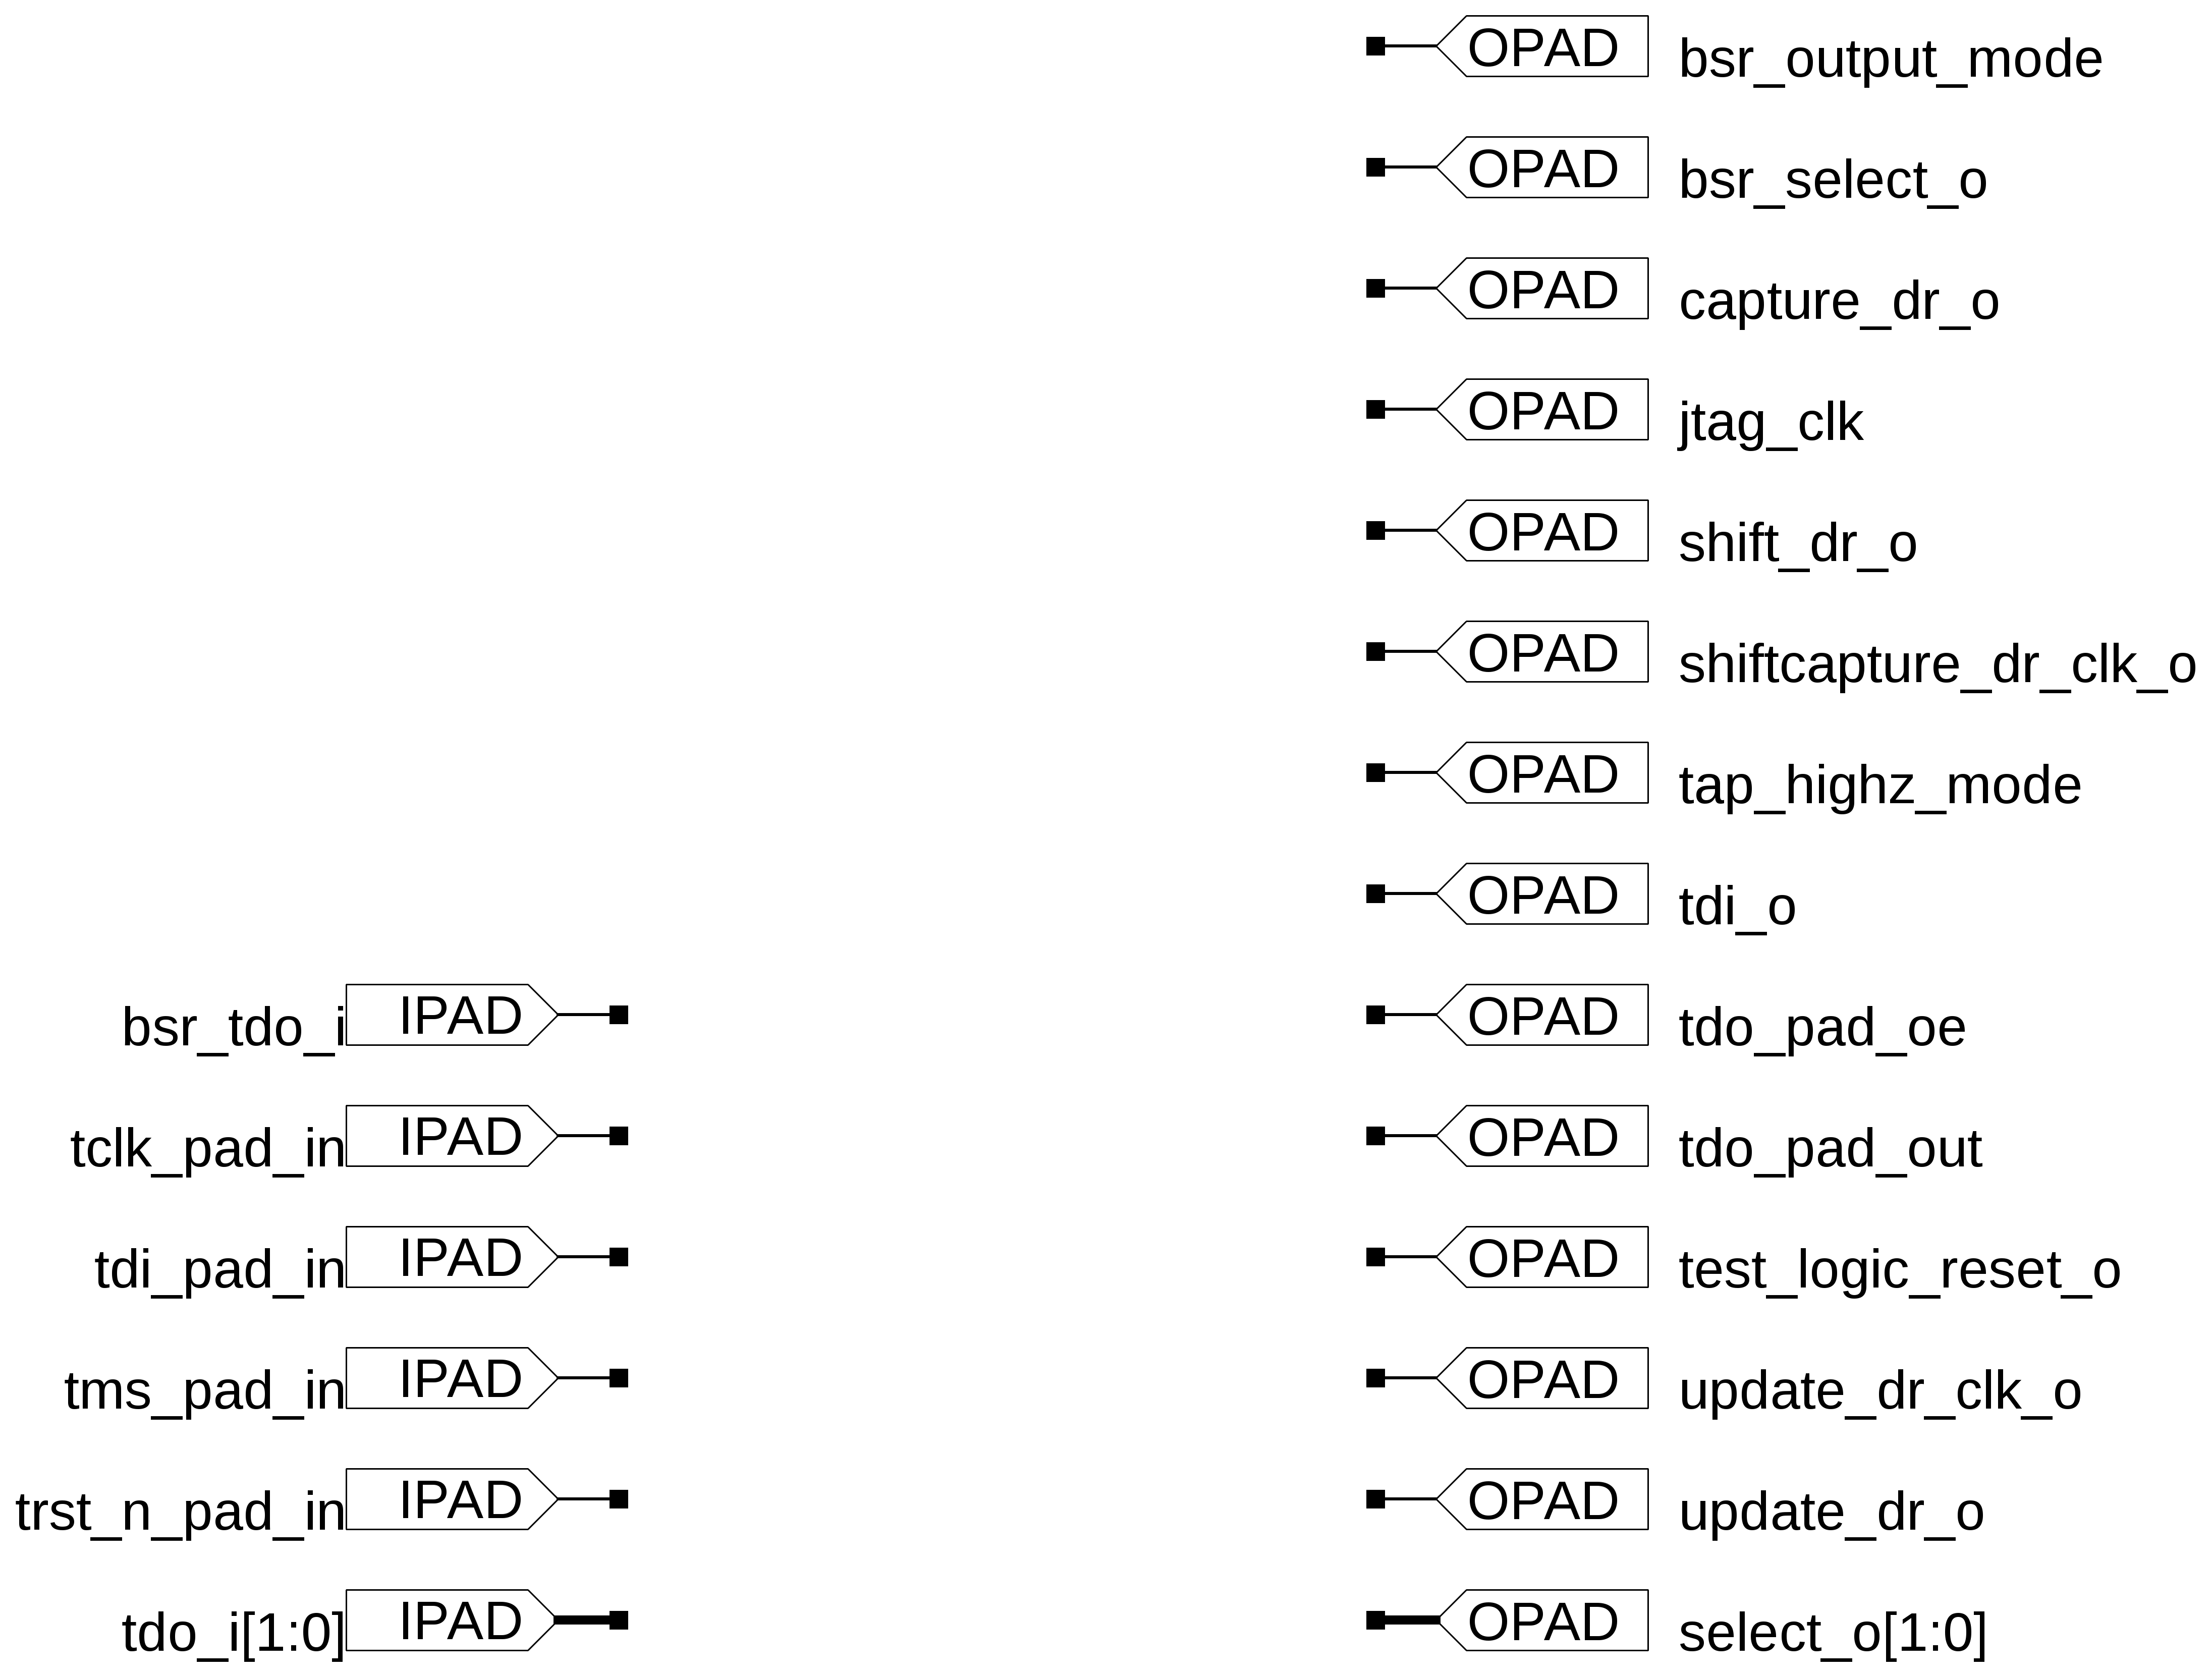 OPAD bsr_output_mode
OPAD bsr_select_o
OPAD capture_dr_o
OPAD jtag_clk
OPAD shift_dr_o
OPAD shiftcapture_dr_clk_o
OPAD tap_highz_mode
OPAD tdi_o
bsr_tdo_i IPAD OPAD tdo_pad_oe
tclk_pad_in IPAD OPAD tdo_pad_out
tdi_pad_in IPAD OPAD test_logic_reset_o
tms_pad_in IPAD OPAD update_dr_clk_o
trst_n_pad_in IPAD OPAD update_dr_o
tdo_i[1:0] IPAD OPAD select_o[1:0]